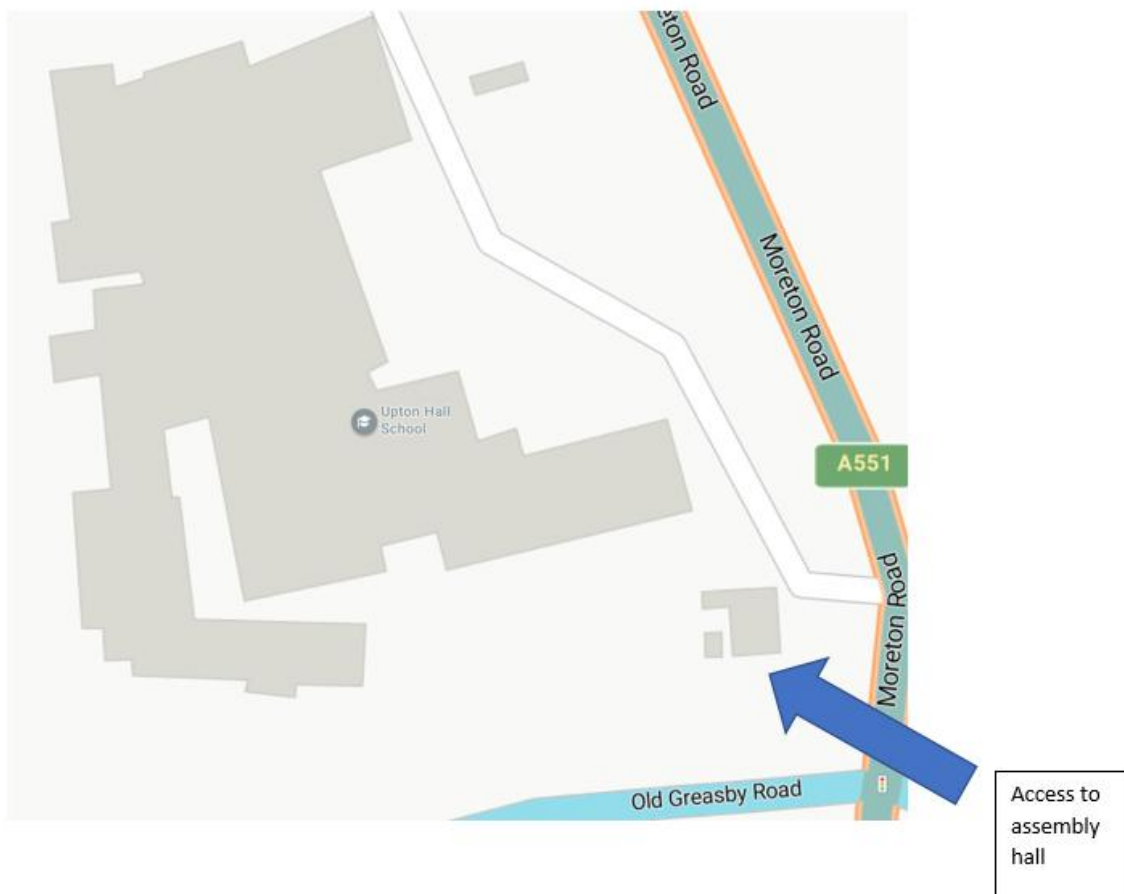 eton Road
Moreton Road
Upton Hall
School
A551
Moreton Road
Old Greasby Road
Access to
assembly
hall